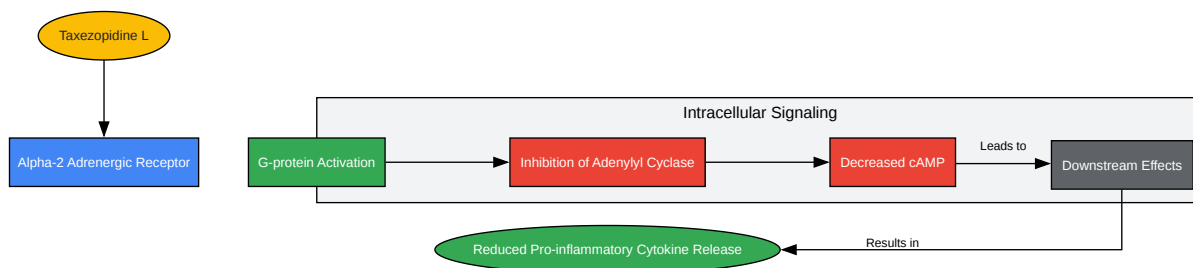 Taxezopidine L
Intracellular Signaling
Alpha-2 Adrenergic Receptor
G-protein Activation
Inhibition of Adenylyl Cyclase
Decreased cAMP
Leads to
Downstream Effects
Reduced Pro-inflammatory Cytokine Release
Results in